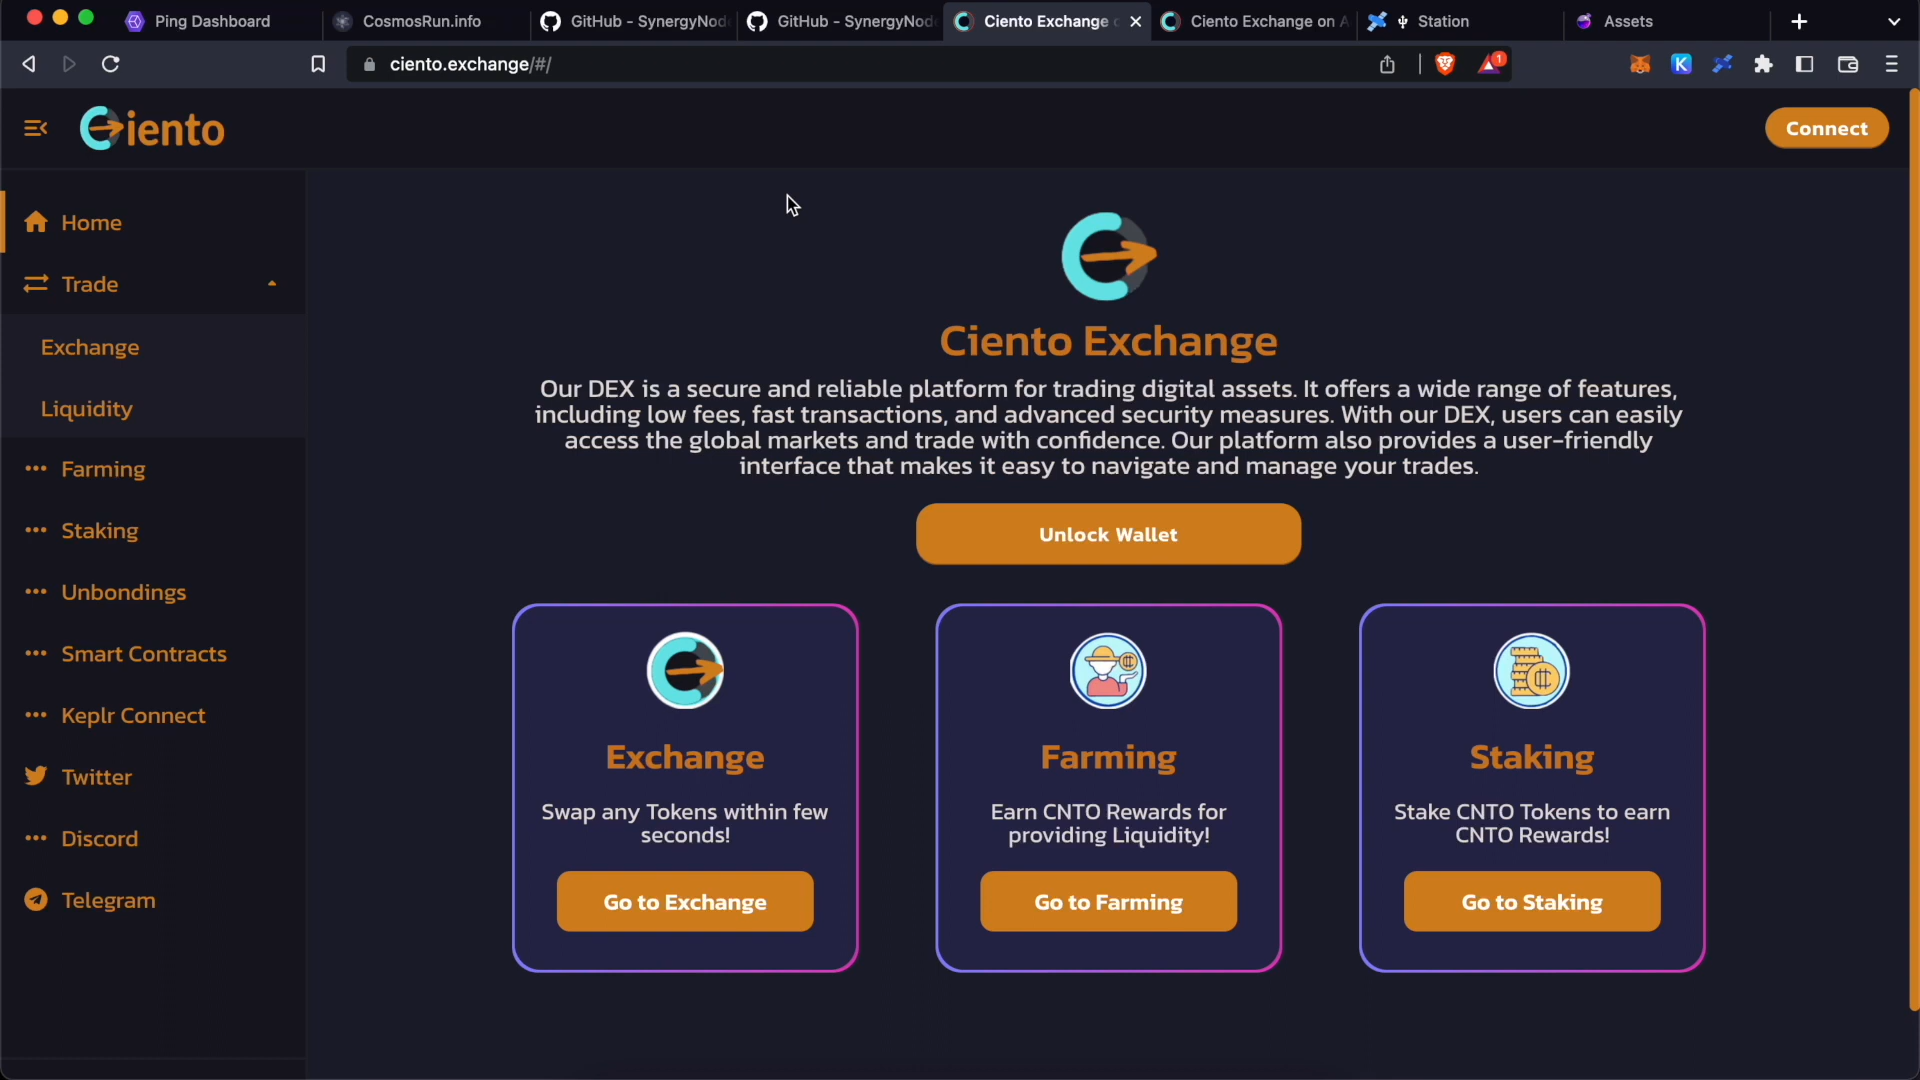 Ping Dashboard
CosmosRun.info
GitHub - SynergyNod
GitHub - SynergyNod
Ciento Exchange
Ciento Exchange on A
Station
Assets
ciento.exchange/#/
1
Ciento
Connect
Home
Trade
Exchange
Liquidity
Farming
Staking
Unbondings
Smart Contracts
Keplr Connect
Twitter
Discord
Telegram
Ciento Exchange
Our DEX is a secure and reliable platform for trading digital assets. It offers a wide range of features,
including low fees, fast transactions, and advanced security measures. With our DEX, users can easily
access the global markets and trade with confidence. Our platform also provides a user-friendly
interface that makes it easy to navigate and manage your trades.
Unlock Wallet
Exchange
Swap any Tokens within few
seconds!
Go to Exchange
Farming
Earn CNTO Rewards for
providing Liquidity!
Go to Farming
Staking
Stake CNTO Tokens to earn
CNTO Rewards!
Go to Staking